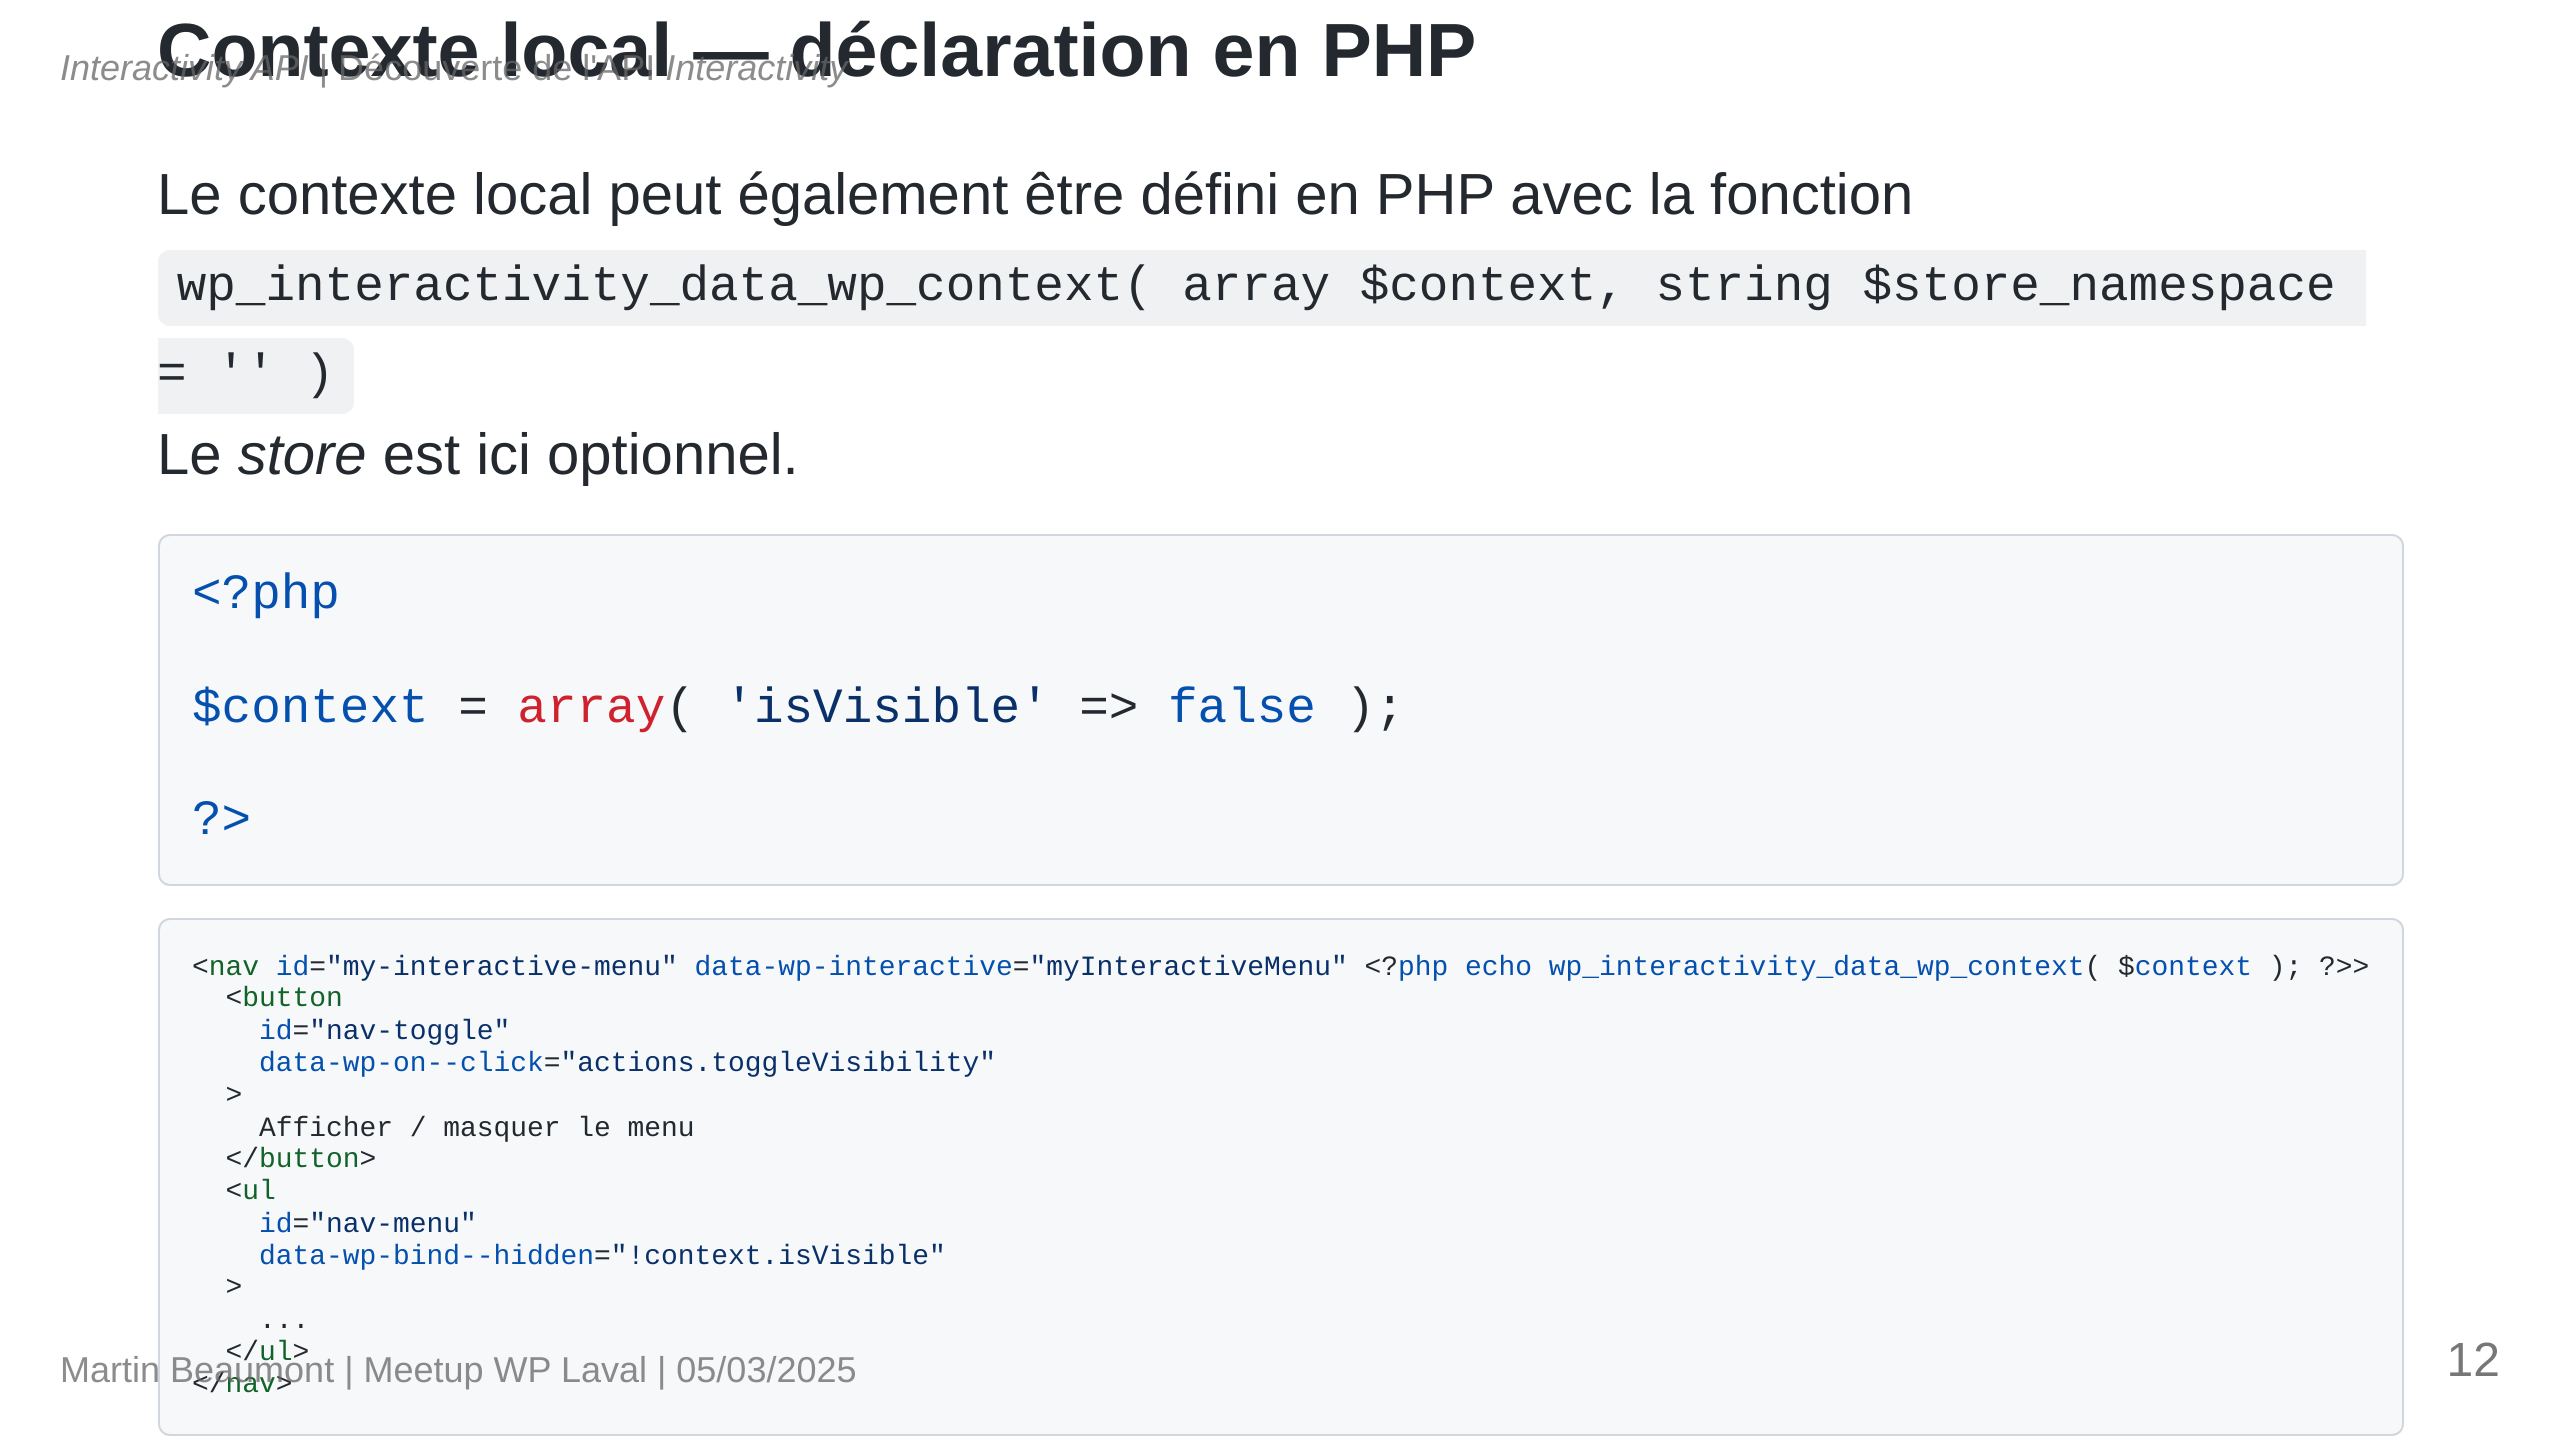 Contexte local — déclaration en PHP
Interactivity API | Découverte de l'API Interactivity
Le contexte local peut également être défini en PHP avec la fonction
wp_interactivity_data_wp_context( array $context, string $store_namespace
= '' )
Le store est ici optionnel.
<?php
$context = array( 'isVisible' => false );
?>
<nav id="my-interactive-menu" data-wp-interactive="myInteractiveMenu" <?php echo wp_interactivity_data_wp_context( $context ); ?>>
  <button
    id="nav-toggle"
    data-wp-on--click="actions.toggleVisibility"
  >
    Afficher / masquer le menu
  </button>
  <ul
    id="nav-menu"
    data-wp-bind--hidden="!context.isVisible"
  >
    ...
  </ul>
</nav>
Martin Beaumont | Meetup WP Laval | 05/03/2025
12